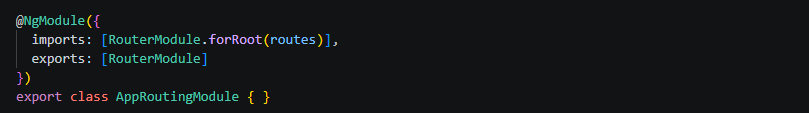 @NgModule({
  imports: [RouterModule.forRoot(routes)],
  exports: [RouterModule]
})
export class AppRoutingModule { }